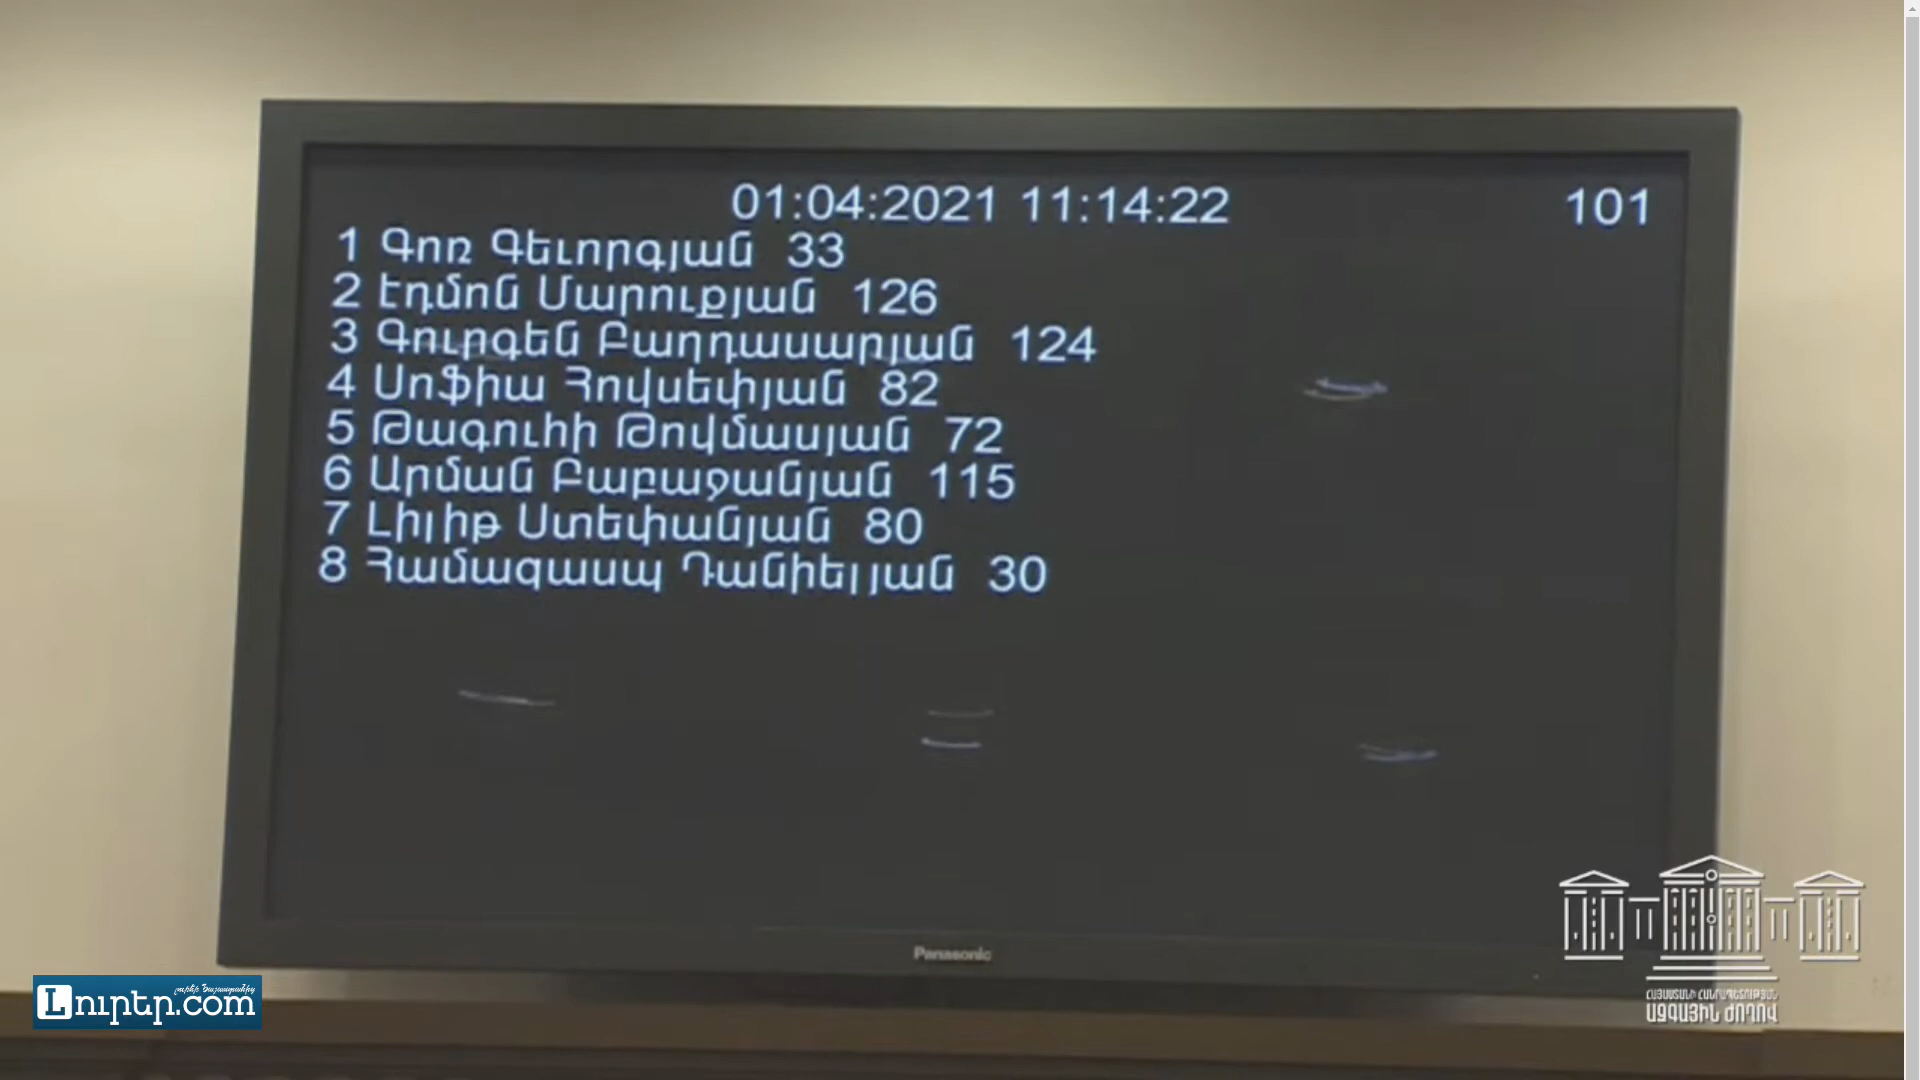 01:04:2021 11:14:22 101
1 Գոռ Գեւորգյան 33
2 Էդմոն Մարուքյան 126
3 Գուրգեն Բաղդասարյան 124
4 Սոֆիա Հովսեփյան 82
5 Թագուհի Թովմասյան 72
6 Արման Բաբաջանյան 115
7 Լիլիթ Ստեփանյան 80
8 Համազասպ Դանիելյան 30
Panasonic
Լուրեր.com
ՀԱՅԱՍՏԱՆԻ ՀԱՆՐԱՊԵՏՈՒԹՅԱՆ
ԱԶԳԱՅԻՆ ԺՈՂՈՎ